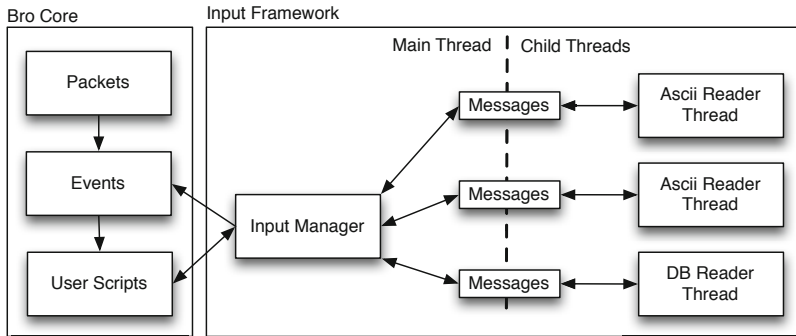 Bro Core
Input Framework
Main Thread
Child Threads
Packets
Events
User Scripts
Input Manager
Messages
Messages
Messages
Ascii Reader
Thread
Ascii Reader
Thread
DB Reader
Thread